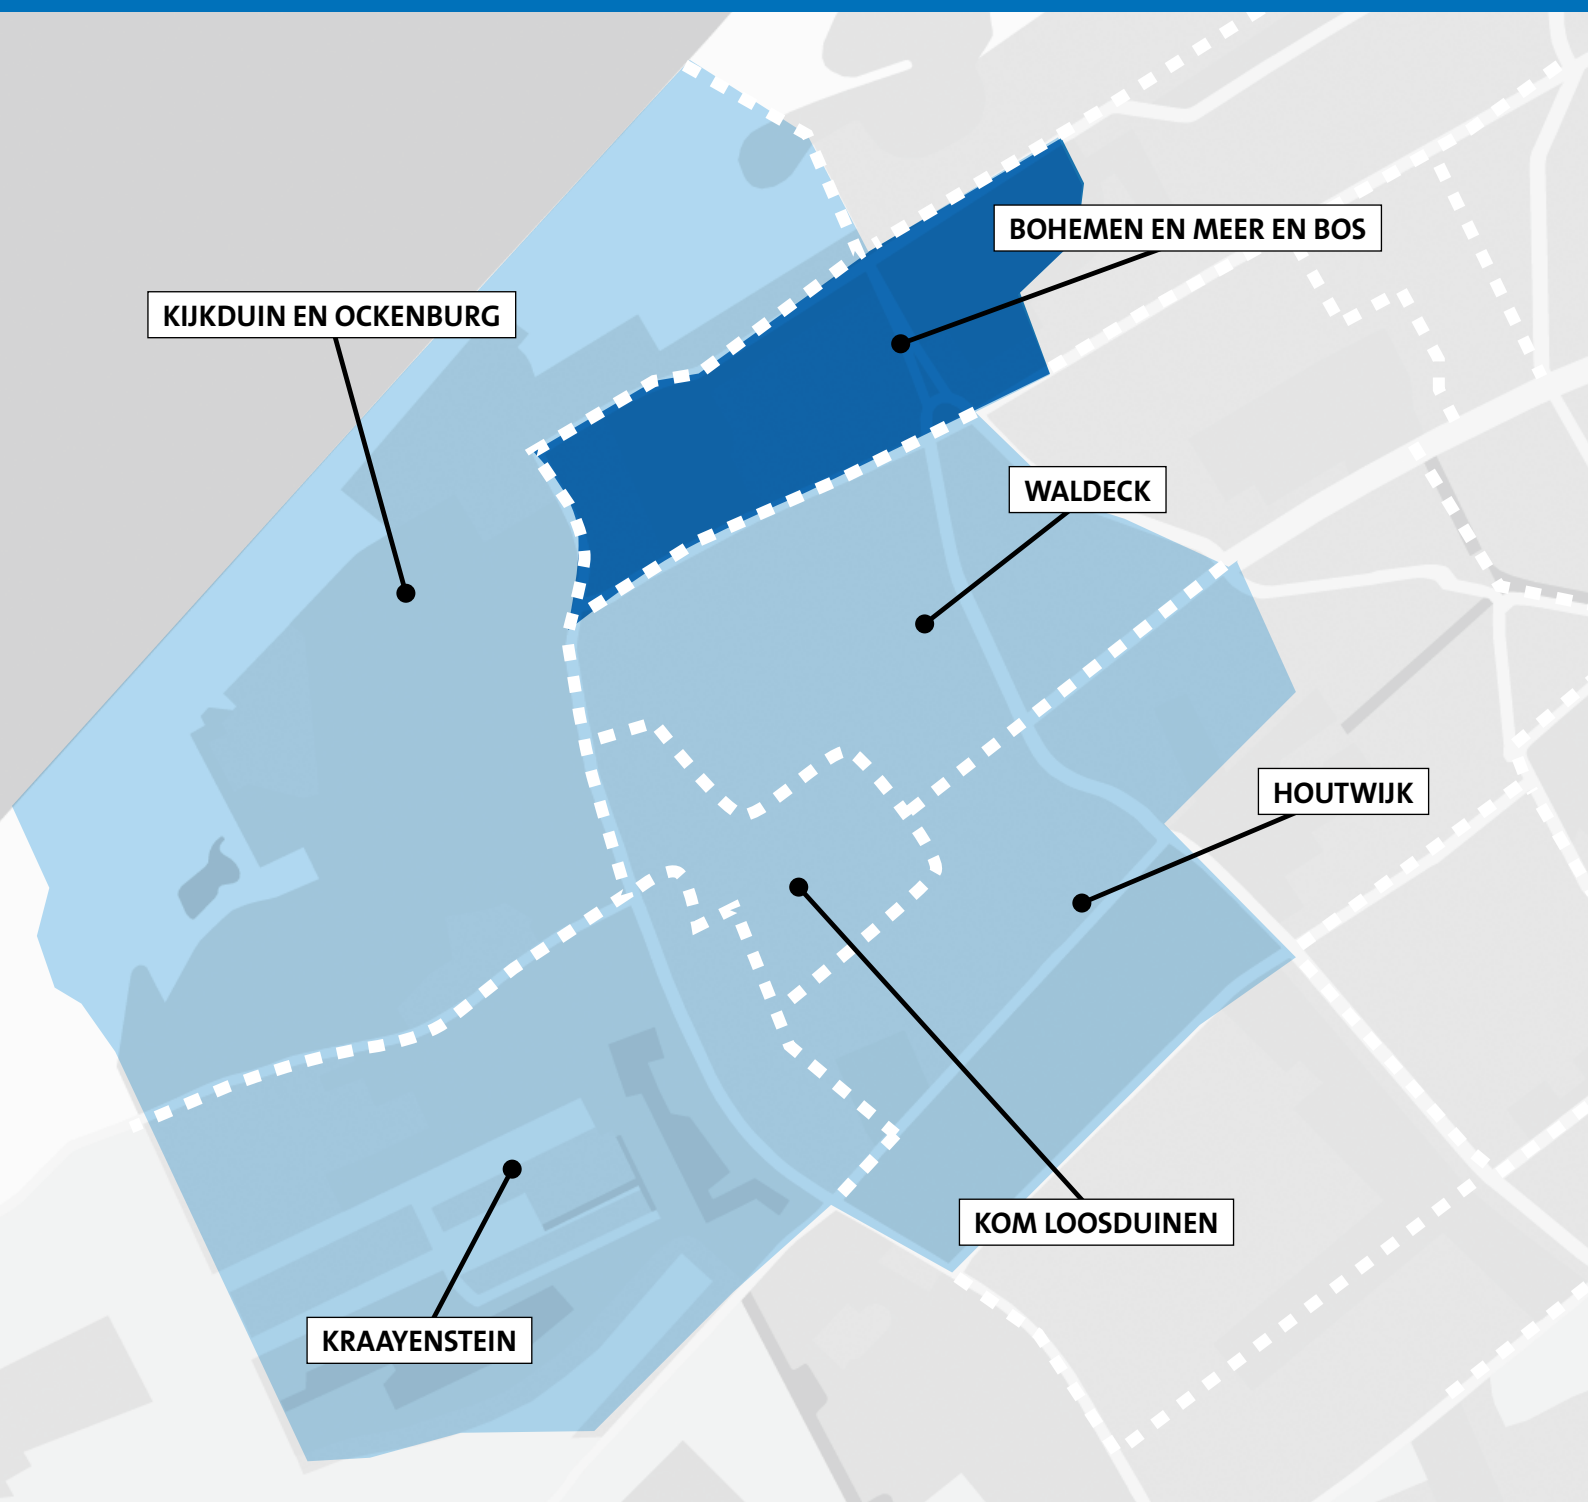 BOHEMEN EN MEER EN BOS
KIJKDUIN EN OCKENBURG
WALDECK
HOUTWIJK
KOM LOOSDUINEN
KRAAYENSTEIN